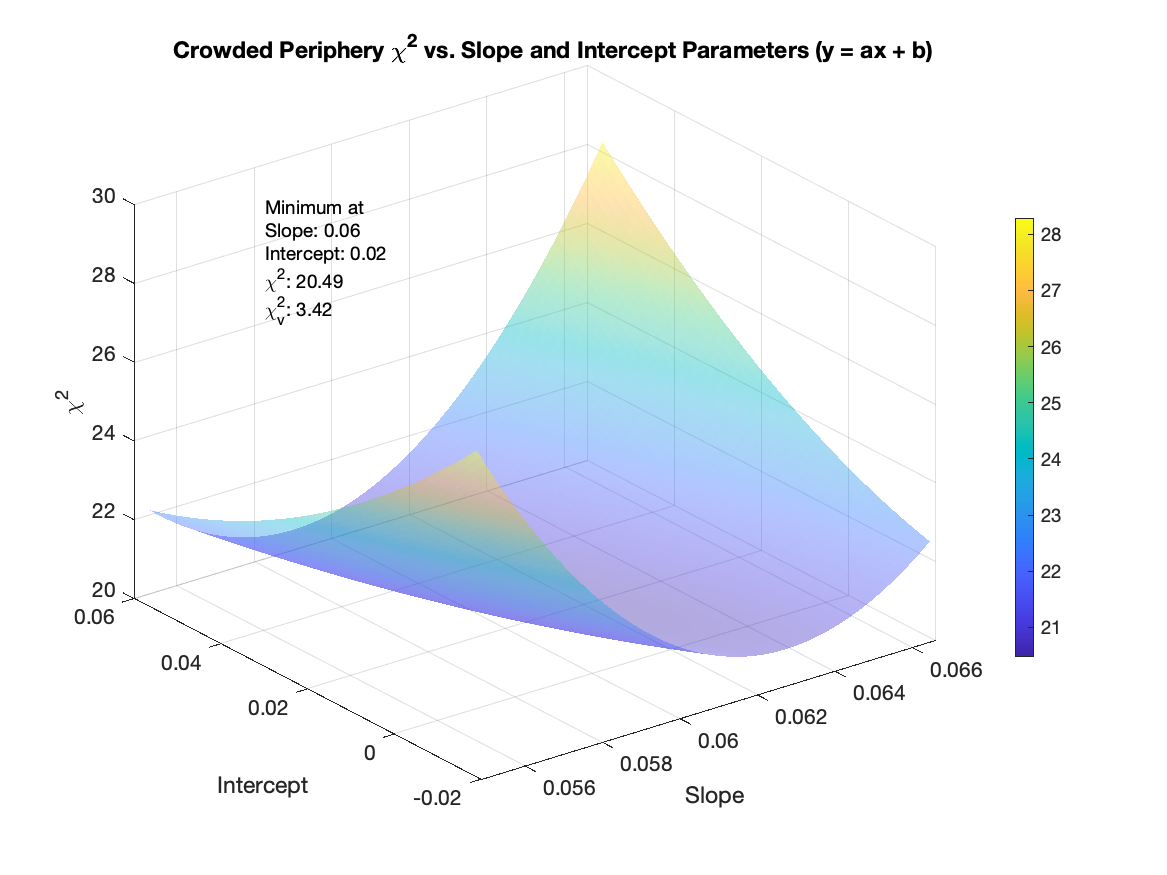 Crowded Periphery χ² vs. Slope and Intercept Parameters (y = ax + b)
Minimum at
Slope: 0.06
Intercept: 0.02
χ²: 20.49
χ²ᵥ: 3.42
30
28
26
24
22
20
χ²
0.06
0.04
0.02
0
-0.02
Intercept
0.056
0.058
0.06
0.062
0.064
0.066
Slope
28
27
26
25
24
23
22
21